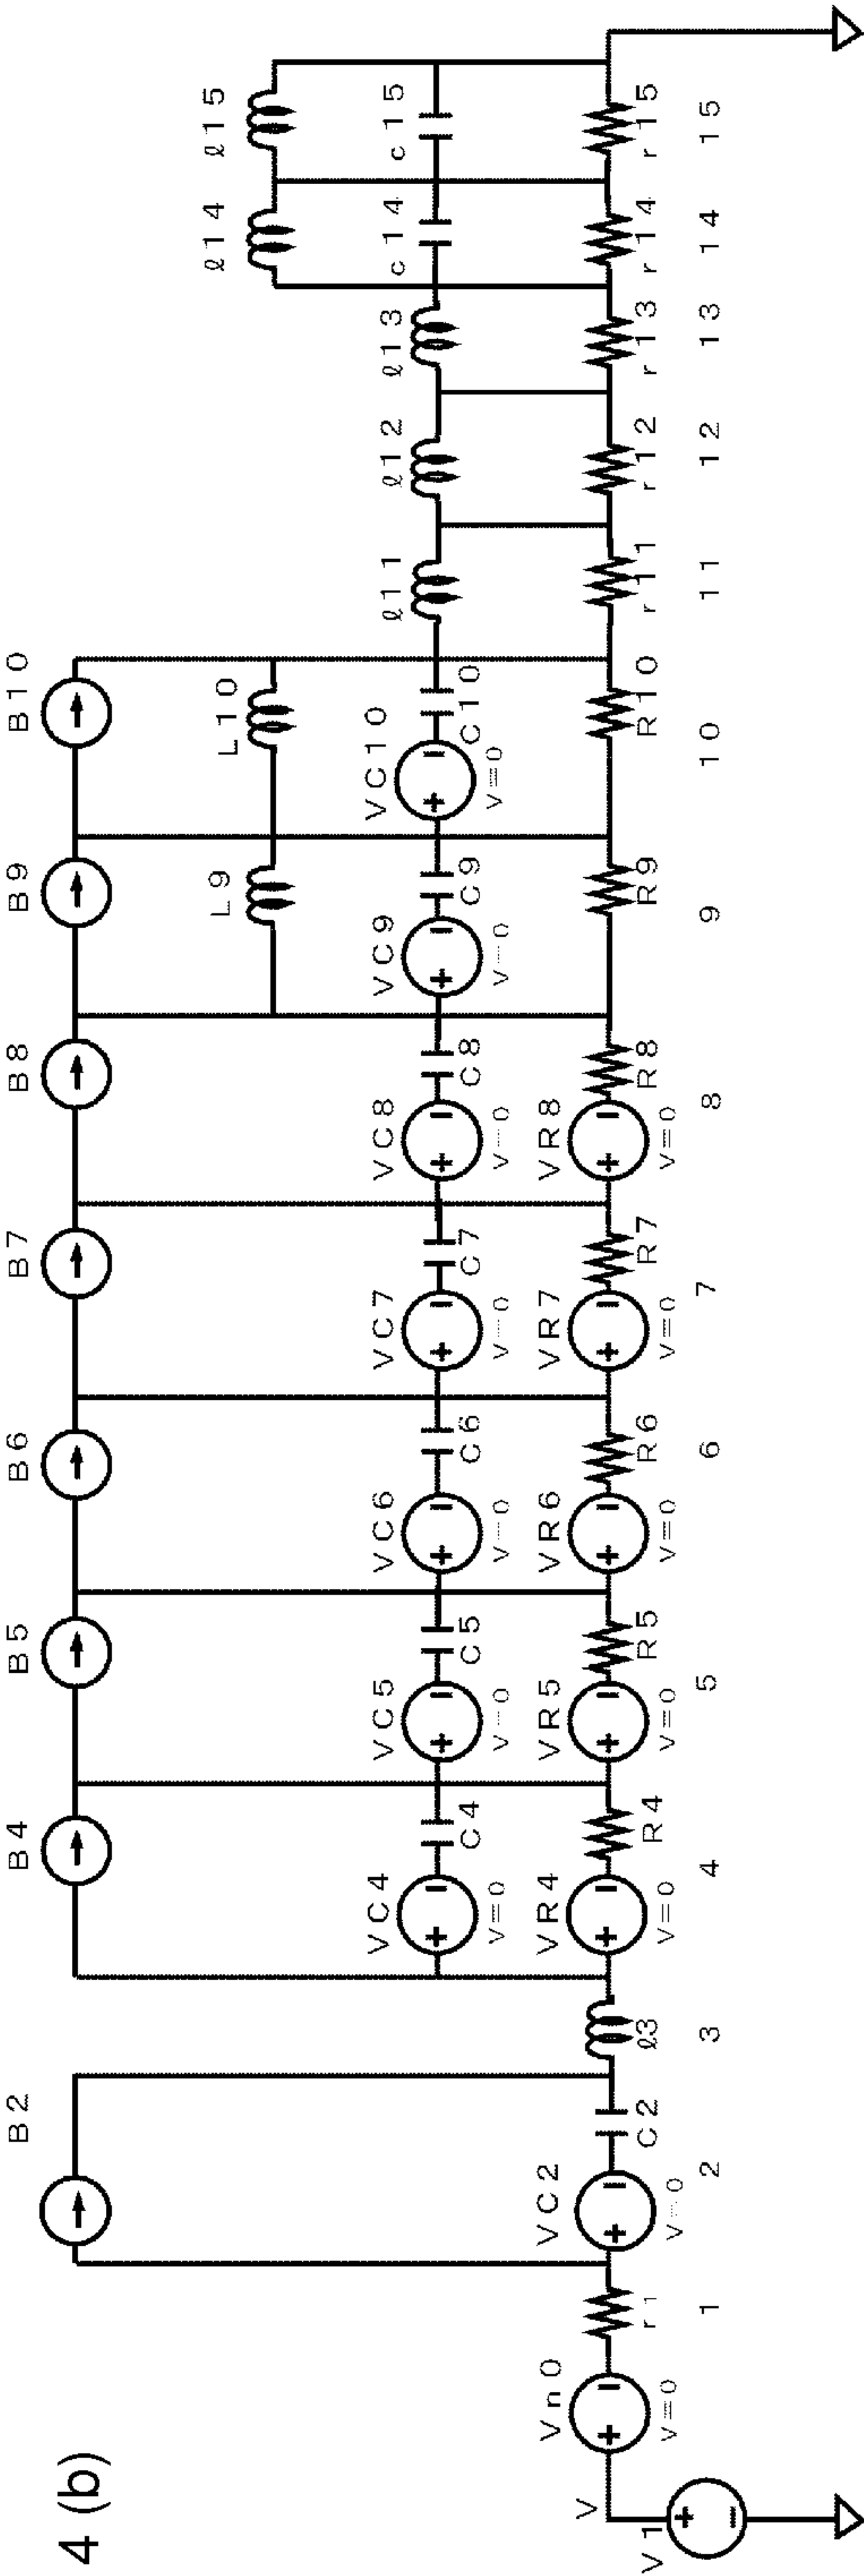 4 (b)
B2 B4 B5 B6 B7 B8 B9 B10
L9 L10 ℓ14 ℓ15
VC4 C4 VC5 C5 VC6 C6 VC7 C7 VC8 C8 VC9 C9 VC10 C10 ℓ11 ℓ12 ℓ13 c14 c15
V=0 V=0 V=0 V=0 V=0 V=0 V=0
Vn0 r1 VC2 C2 ℓ3 VR4 R4 VR5 R5 VR6 R6 VR7 R7 VR8 R8 R9 R10 r11 r12 r13 r14 r15
V=0 V=0 V=0 V=0 V=0 V=0 V=0
V
V1
1 2 3 4 5 6 7 8 9 10 11 12 13 14 15